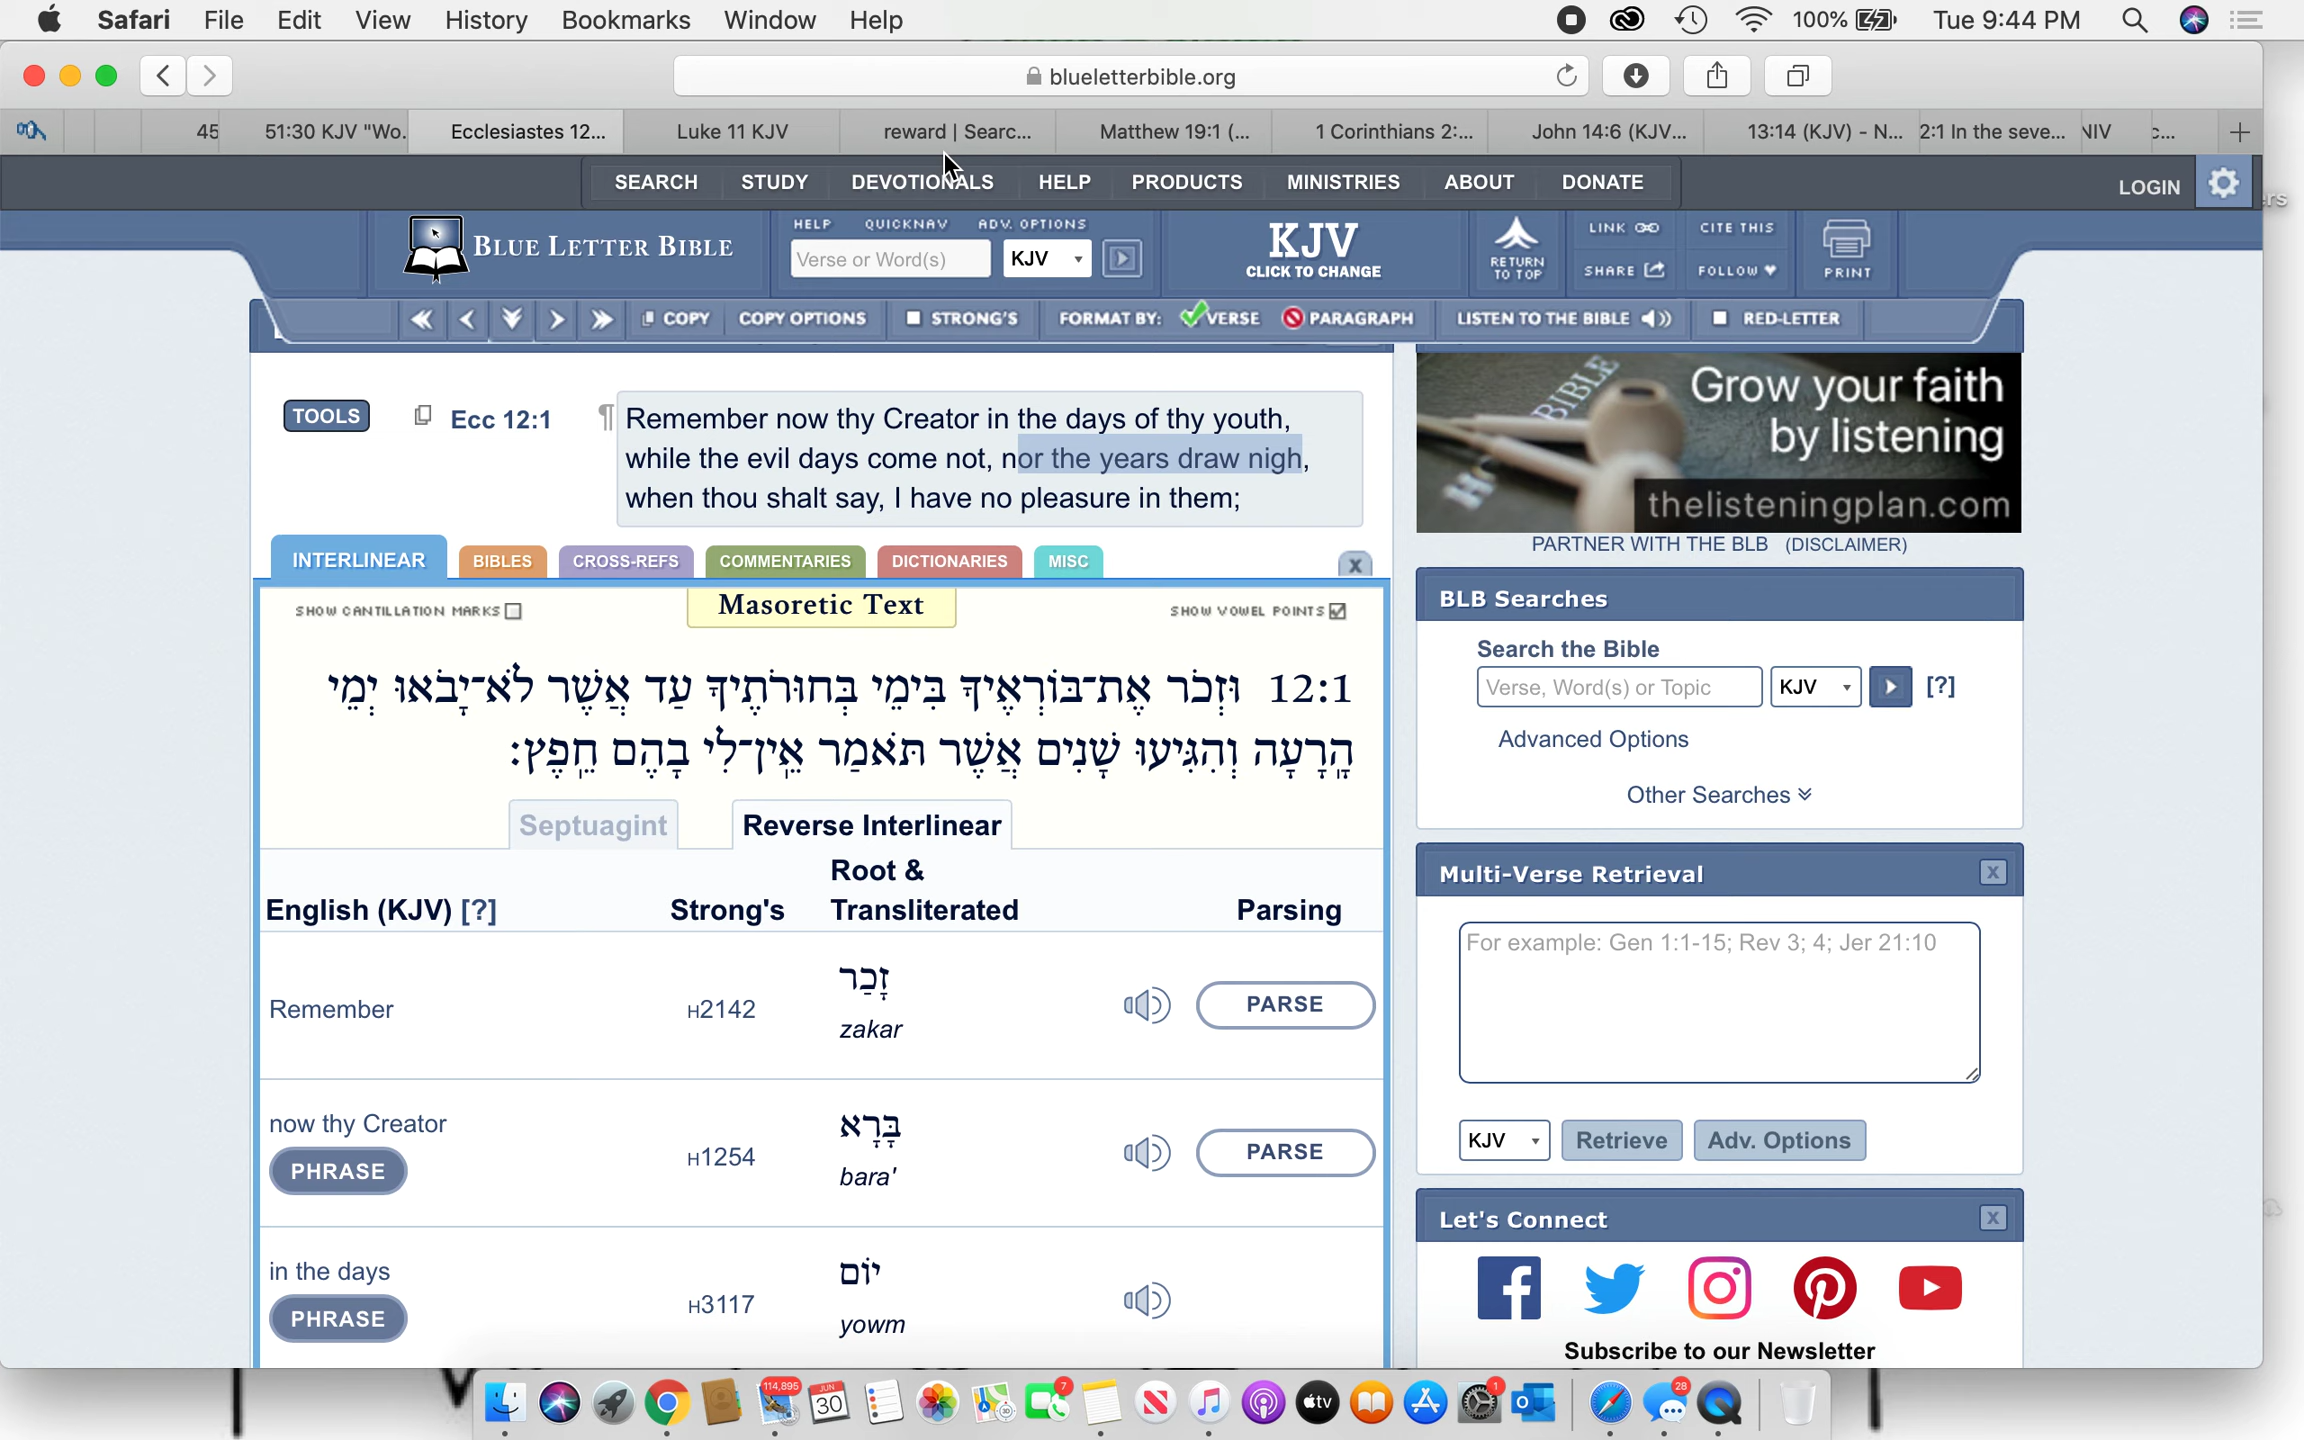 Safari File Edit View History Bookmarks Window Help 100% Tue 9:44 PM
blueletterbible.org
45 51:30 KJV "Wo... Ecclesiastes 12... Luke 11 KJV reward | Searc... Matthew 19:1 (... 1 Corinthians 2:... John 14:6 (KJV... 13:14 (KJV) - N... 2:1 In the seve... NIV
SEARCH STUDY DEVOTIONALS HELP PRODUCTS MINISTRIES ABOUT DONATE LOGIN
BLUE LETTER BIBLE
HELP QUICKNAV ADV. OPTIONS
Verse or Word(s) KJV
KJV
CLICK TO CHANGE
RETURN
TO TOP
LINK CITE THIS
SHARE FOLLOW PRINT
COPY COPY OPTIONS STRONG'S FORMAT BY: VERSE PARAGRAPH LISTEN TO THE BIBLE RED-LETTER
TOOLS Ecc 12:1 ¶ Remember now thy Creator in the days of thy youth,
while the evil days come not, nor the years draw nigh,
when thou shalt say, I have no pleasure in them;
INTERLINEAR BIBLES CROSS-REFS COMMENTARIES DICTIONARIES MISC X
SHOW CANTILLATION MARKS Masoretic Text SHOW VOWEL POINTS
12:1 וּזְכֹר אֶת־בּוֹרְאֶיךָ בִּימֵי בְּחוּרֹתֶיךָ עַד אֲשֶׁר לֹא־יָבֹאוּ יְמֵי
הָרָעָה וְהִגִּיעוּ שָׁנִים אֲשֶׁר תֹּאמַר אֵין־לִי בָהֶם חֵפֶץ׃
Septuagint Reverse Interlinear
English (KJV) [?] Strong's Root &
Transliterated Parsing
Remember H2142 זָכַר
zakar PARSE
now thy Creator
PHRASE H1254 בָּרָא
bara' PARSE
in the days
PHRASE H3117 יוֹם
yowm
BIBLE
Grow your faith
by listening
thelisteningplan.com
PARTNER WITH THE BLB (DISCLAIMER)
BLB Searches
Search the Bible
Verse, Word(s) or Topic KJV [?]
Advanced Options
Other Searches
Multi-Verse Retrieval X
For example: Gen 1:1-15; Rev 3; 4; Jer 21:10
KJV Retrieve Adv. Options
Let's Connect X
Subscribe to our Newsletter
114,895 JUN 30 7 tv 1 28